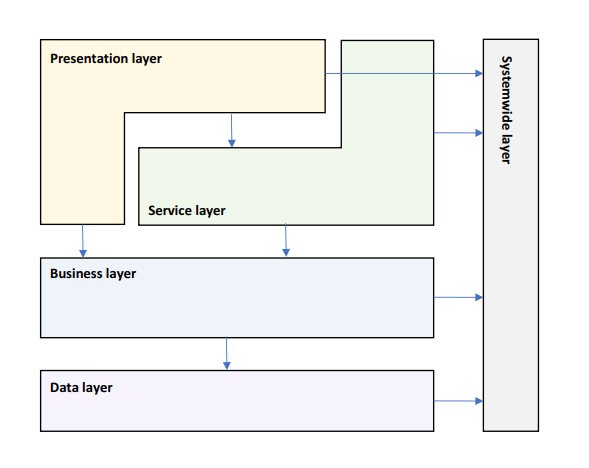 Presentation layer
Systemwide layer
Service layer
Business layer
Data layer